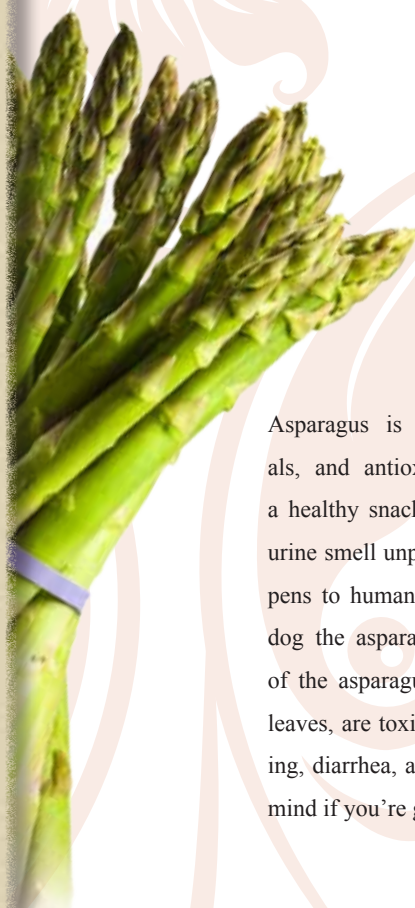 Asparagus is
als, and antiox
a healthy snack
urine smell unp
pens to human
dog the aspara
of the asparagu
leaves, are toxi
ing, diarrhea, a
mind if you're g